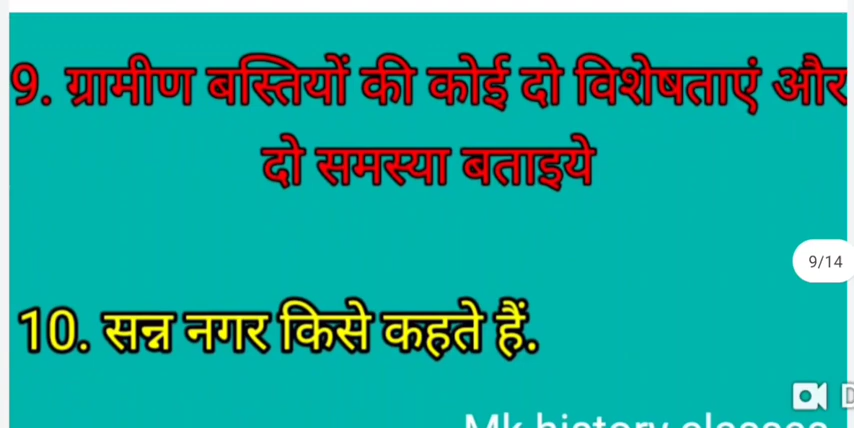 9. ग्रामीण बस्तियों की कोई दो विशेषताएं और
दो समस्या बताइये
9/14
10. सन्न नगर किसे कहते हैं.